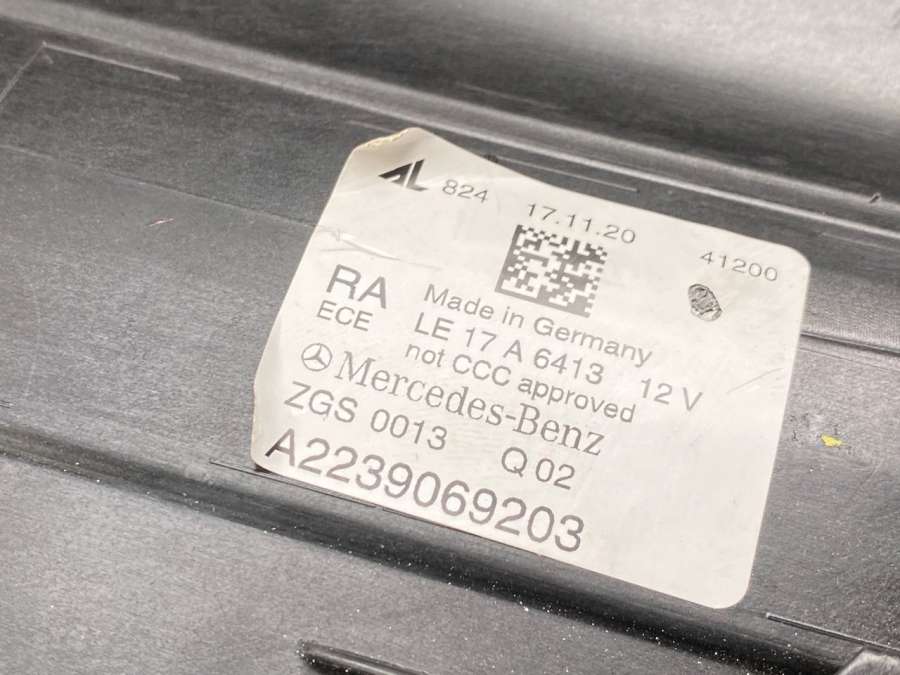 AL 824 17.11.20 41200
RA Made in Germany
ECE LE 17 A 6413 12 V
not CCC approved
Mercedes-Benz
ZGS 0013 Q 02
A2239069203